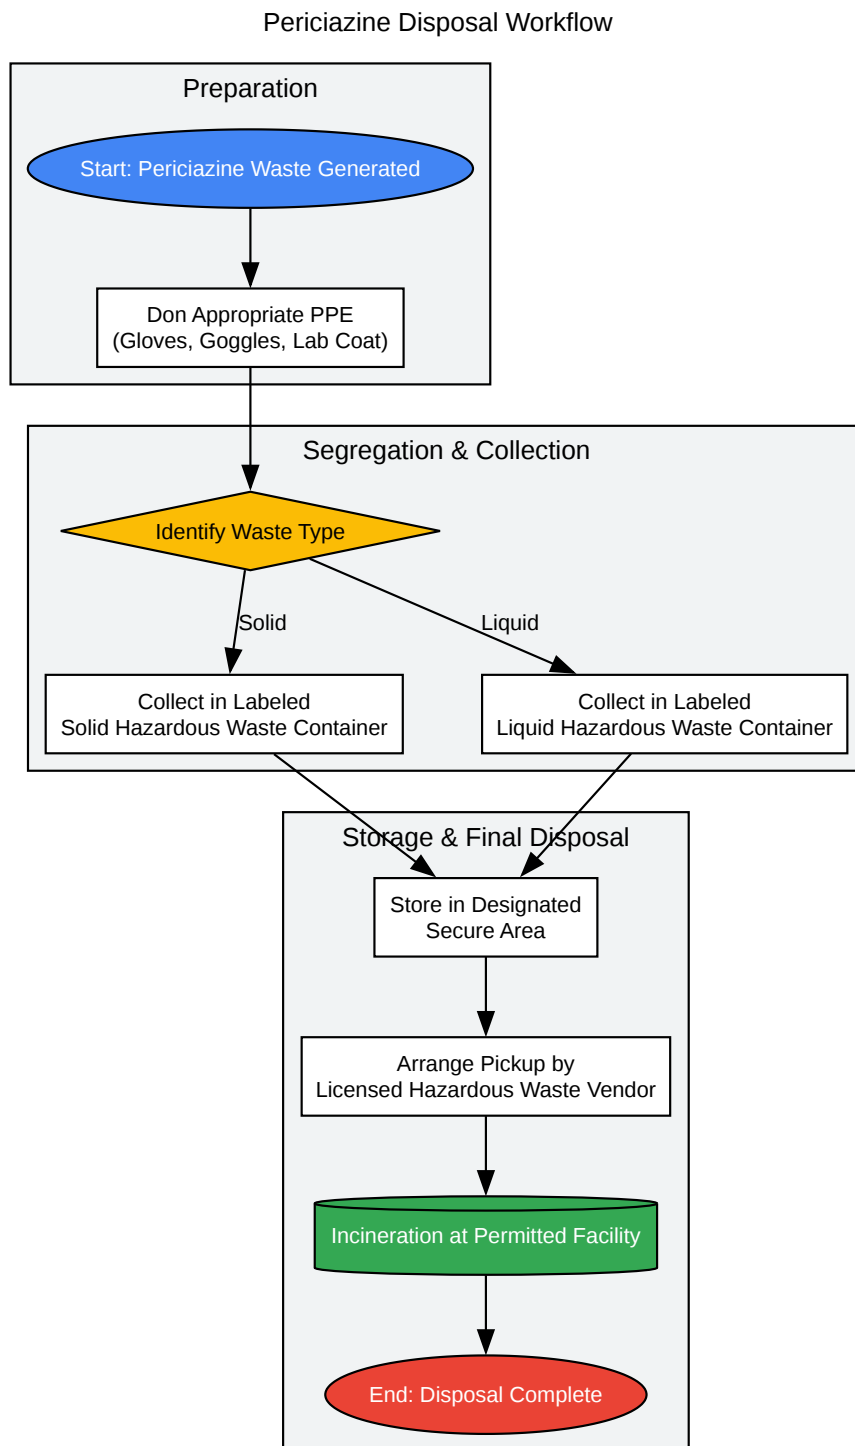 Periciazine Disposal Workflow
Preparation
Start: Periciazine Waste Generated
Don Appropriate PPE
(Gloves, Goggles, Lab Coat)
Segregation & Collection
Identify Waste Type
Solid
Liquid
Collect in Labeled
Solid Hazardous Waste Container
Collect in Labeled
Liquid Hazardous Waste Container
Storage & Final Disposal
Store in Designated
Secure Area
Arrange Pickup by
Licensed Hazardous Waste Vendor
Incineration at Permitted Facility
End: Disposal Complete